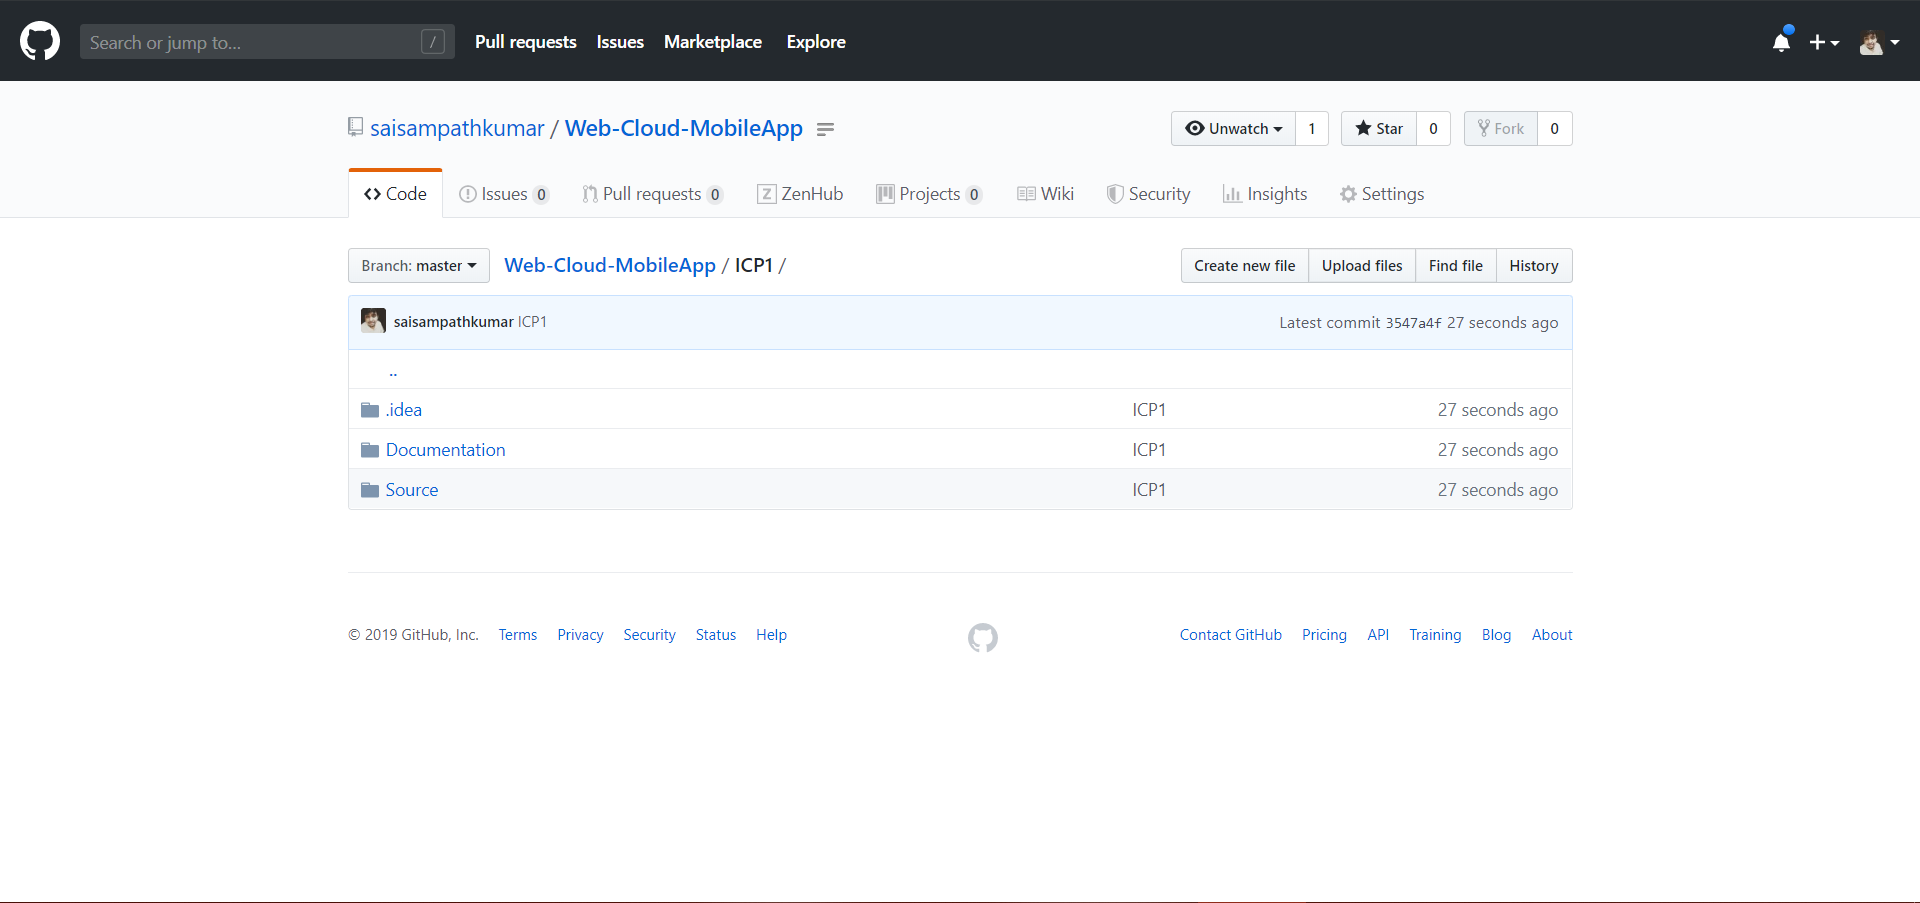 Search or jump to... / Pull requests Issues Marketplace Explore
saisampathkumar / Web-Cloud-MobileApp Unwatch 1 Star 0 Fork 0
Code Issues 0 Pull requests 0 Z ZenHub Projects 0 Wiki Security Insights Settings
Branch: master Web-Cloud-MobileApp / ICP1 / Create new file Upload files Find file History
saisampathkumar ICP1 Latest commit 3547a4f 27 seconds ago
..
.idea ICP1 27 seconds ago
Documentation ICP1 27 seconds ago
Source ICP1 27 seconds ago
© 2019 GitHub, Inc. Terms Privacy Security Status Help Contact GitHub Pricing API Training Blog About